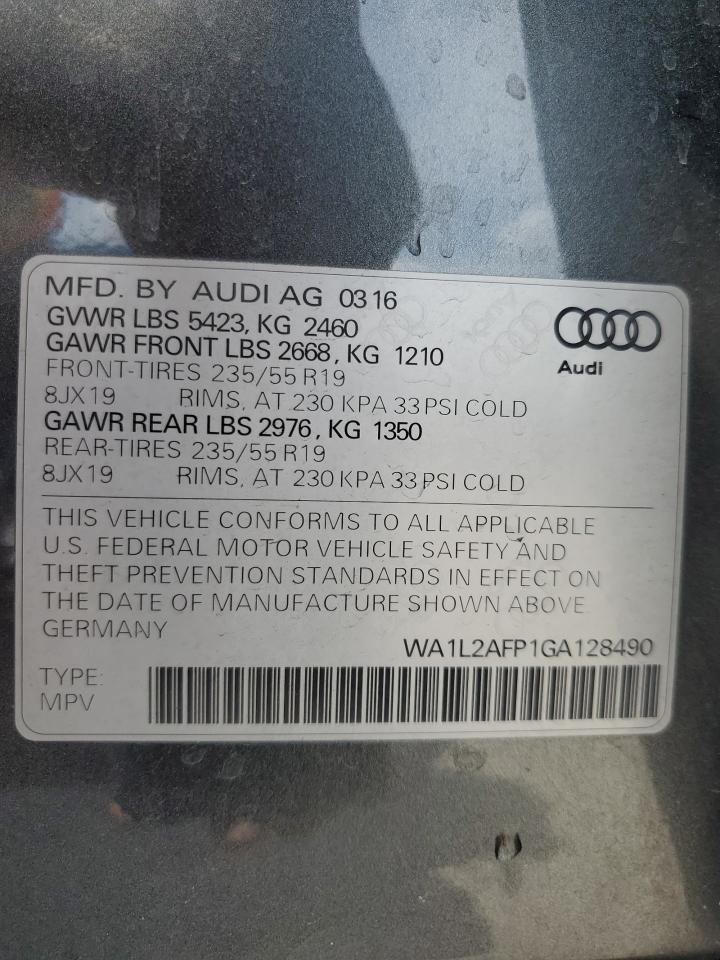 MFD. BY AUDI AG 0316
GVWR LBS 5423, KG 2460
GAWR FRONT LBS 2668, KG 1210
FRONT-TIRES 235/55 R19
8JX19 RIMS, AT 230 KPA 33 PSI COLD
GAWR REAR LBS 2976, KG 1350
REAR-TIRES 235/55 R19
8JX19 RIMS, AT 230 KPA 33 PSI COLD
Audi
THIS VEHICLE CONFORMS TO ALL APPLICABLE
U.S. FEDERAL MOTOR VEHICLE SAFETY AND
THEFT PREVENTION STANDARDS IN EFFECT ON
THE DATE OF MANUFACTURE SHOWN ABOVE.
GERMANY
WA1L2AFP1GA128490
TYPE:
MPV